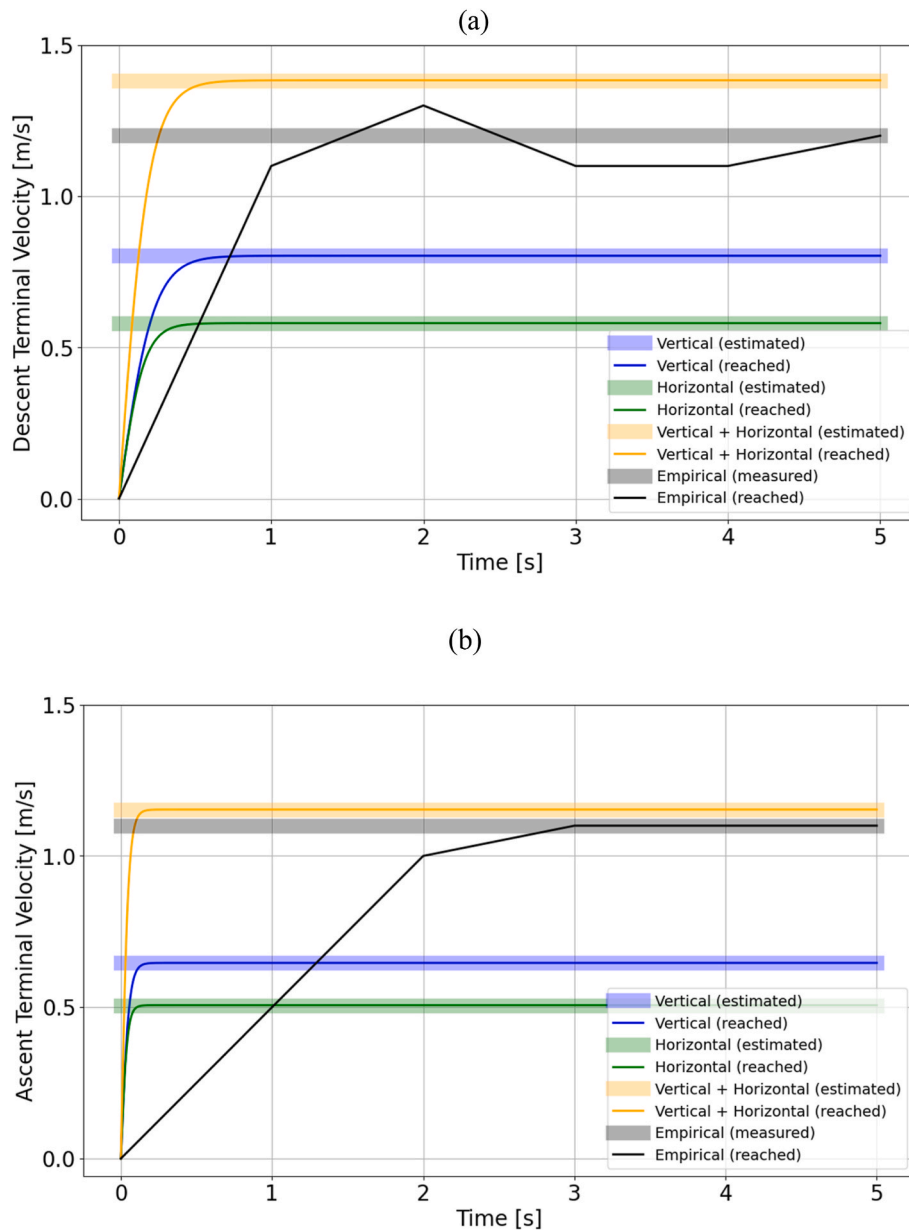 (a)
1.5
1.0
0.5
0.0
Descent Terminal Velocity [m/s]
Vertical (estimated)
Vertical (reached)
Horizontal (estimated)
Horizontal (reached)
Vertical + Horizontal (estimated)
Vertical + Horizontal (reached)
Empirical (measured)
Empirical (reached)
0 1 2 3 4 5
Time [s]
(b)
1.5
1.0
0.5
0.0
Ascent Terminal Velocity [m/s]
Vertical (estimated)
Vertical (reached)
Horizontal (estimated)
Horizontal (reached)
Vertical + Horizontal (estimated)
Vertical + Horizontal (reached)
Empirical (measured)
Empirical (reached)
0 1 2 3 4 5
Time [s]